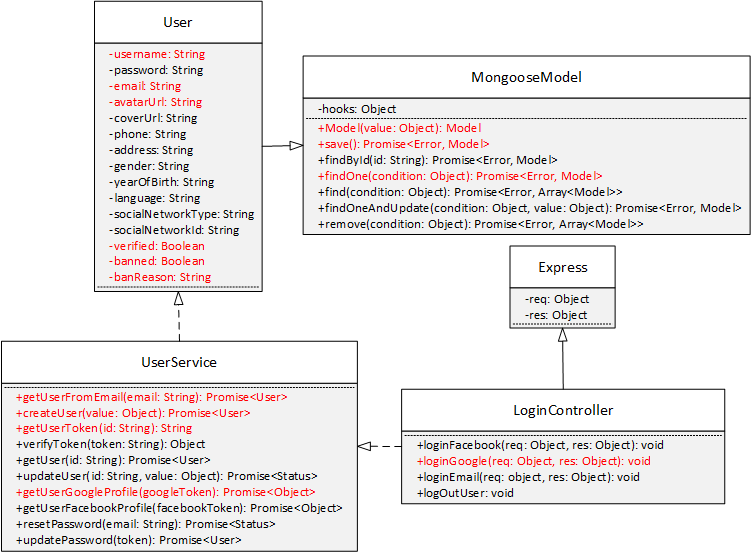 User
-username: String
-password: String
-email: String
-avatarUrl: String
-coverUrl: String
-phone: String
-address: String
-gender: String
-yearOfBirth: String
-language: String
-socialNetworkType: String
-socialNetworkId: String
-verified: Boolean
-banned: Boolean
-banReason: String
MongooseModel
-hooks: Object
+Model(value: Object): Model
+save(): Promise<Error, Model>
+findById(id: String): Promise<Error, Model>
+findOne(condition: Object): Promise<Error, Model>
+find(condition: Object): Promise<Error, Array<Model>>
+findOneAndUpdate(condition: Object, value: Object): Promise<Error, Model>
+remove(condition: Object): Promise<Error, Array<Model>>
Express
-req: Object
-res: Object
UserService
+getUserFromEmail(email: String): Promise<User>
+createUser(value: Object): Promise<User>
+getUserToken(id: String): String
+verifyToken(token: String): Object
+getUser(id: String): Promise<User>
+updateUser(id: String, value: Object): Promise<Status>
+getUserGoogleProfile(googleToken): Promise<Object>
+getUserFacebookProfile(facebookToken): Promise<Object>
+resetPassword(email: String): Promise<Status>
+updatePassword(token): Promise<User>
LoginController
+loginFacebook(req: Object, res: Object): void
+loginGoogle(req: Object, res: Object): void
+loginEmail(req: object, res: Object): void
+logOutUser: void